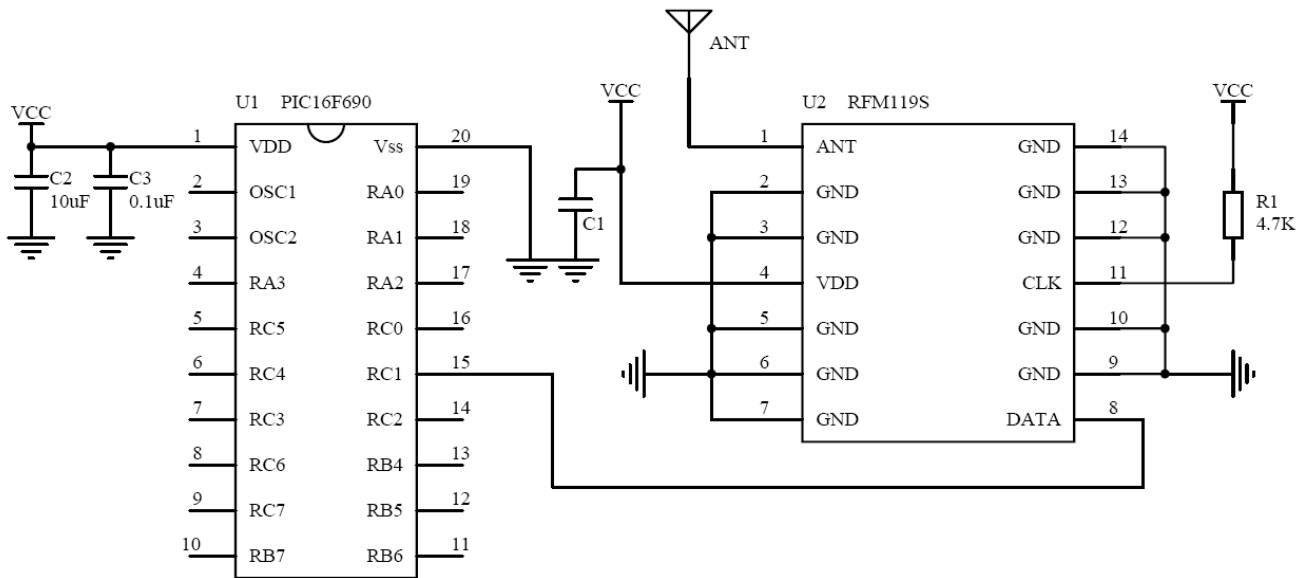 ANT
VCC
C2
10uF
C3
0.1uF
U1 PIC16F690
1 VDD Vss 20
2 OSC1 RA0 19
3 OSC2 RA1 18
4 RA3 RA2 17
5 RC5 RC0 16
6 RC4 RC1 15
7 RC3 RC2 14
8 RC6 RB4 13
9 RC7 RB5 12
10 RB7 RB6 11
VCC
C1
U2 RFM119S
1 ANT GND 14
2 GND GND 13
3 GND GND 12
4 VDD CLK 11
5 GND GND 10
6 GND GND 9
7 GND DATA 8
VCC
R1
4.7K